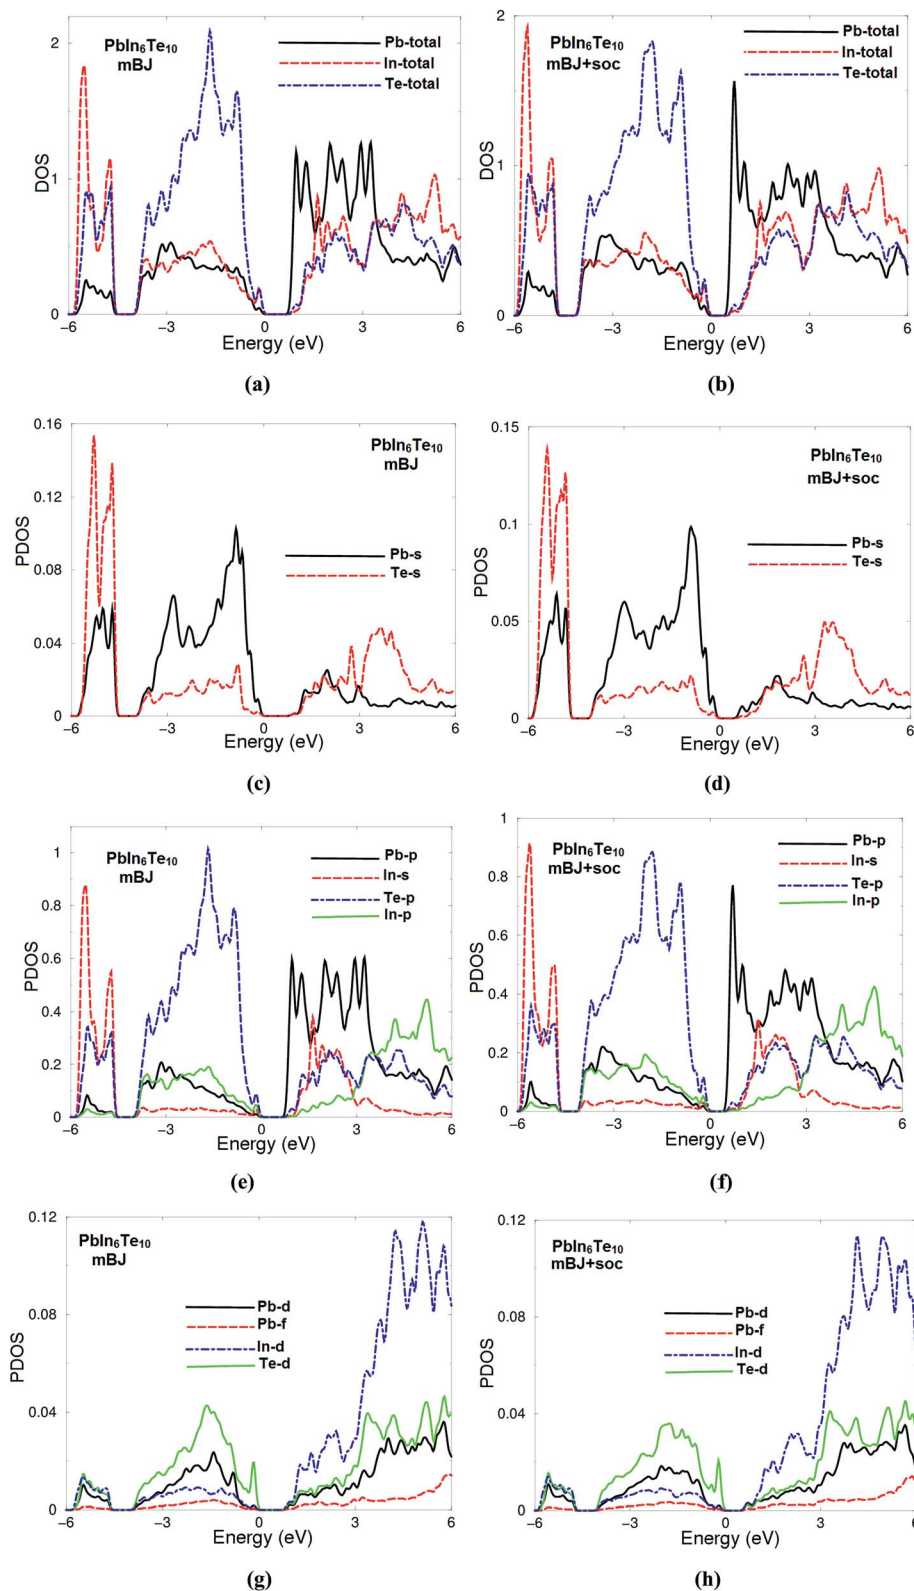 PbIn6Te10
mBJ
Pb-total
In-total
Te-total
2
1
0
DOS
−6
−3
0
3
6
Energy (eV)
(a)
PbIn6Te10
mBJ+soc
Pb-total
In-total
Te-total
2
1
0
DOS
−6
−3
0
3
6
Energy (eV)
(b)
PbIn6Te10
mBJ
Pb-s
Te-s
0.16
0.12
0.08
0.04
0
PDOS
−6
−3
0
3
6
Energy (eV)
(c)
PbIn6Te10
mBJ+soc
Pb-s
Te-s
0.15
0.1
0.05
0
PDOS
−6
−3
0
3
6
Energy (eV)
(d)
PbIn6Te10
mBJ
Pb-p
In-s
Te-p
In-p
1
0.8
0.6
0.4
0.2
0
PDOS
−6
−3
0
3
6
Energy (eV)
(e)
PbIn6Te10
mBJ+soc
Pb-p
In-s
Te-p
In-p
1
0.8
0.6
0.4
0.2
0
PDOS
−6
−3
0
3
6
Energy (eV)
(f)
PbIn6Te10
mBJ
Pb-d
Pb-f
In-d
Te-d
0.12
0.08
0.04
0
PDOS
−6
−3
0
3
6
Energy (eV)
(g)
PbIn6Te10
mBJ+soc
Pb-d
Pb-f
In-d
Te-d
0.12
0.08
0.04
0
PDOS
−6
−3
0
3
6
Energy (eV)
(h)